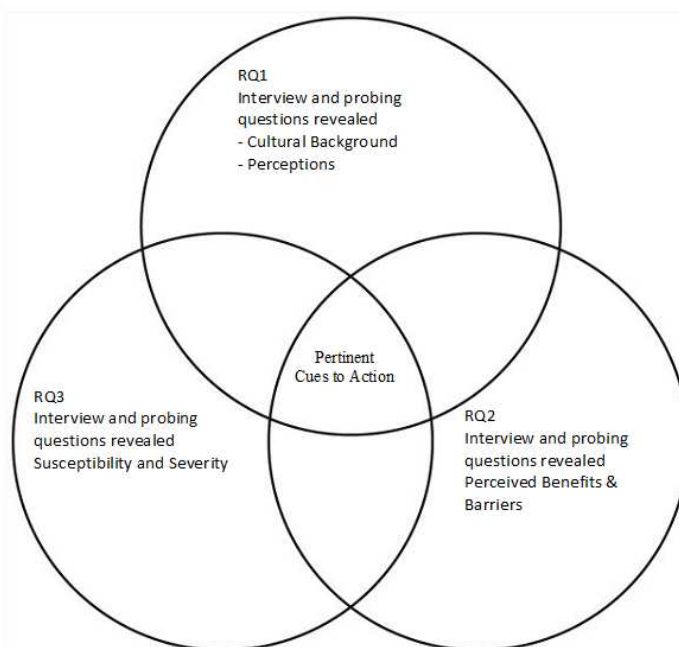 RQ1
Interview and probing
questions revealed
- Cultural Background
- Perceptions
Pertinent
Cues to Action
RQ3
Interview and probing
questions revealed
Susceptibility and Severity
RQ2
Interview and probing
questions revealed
Perceived Benefits &
Barriers